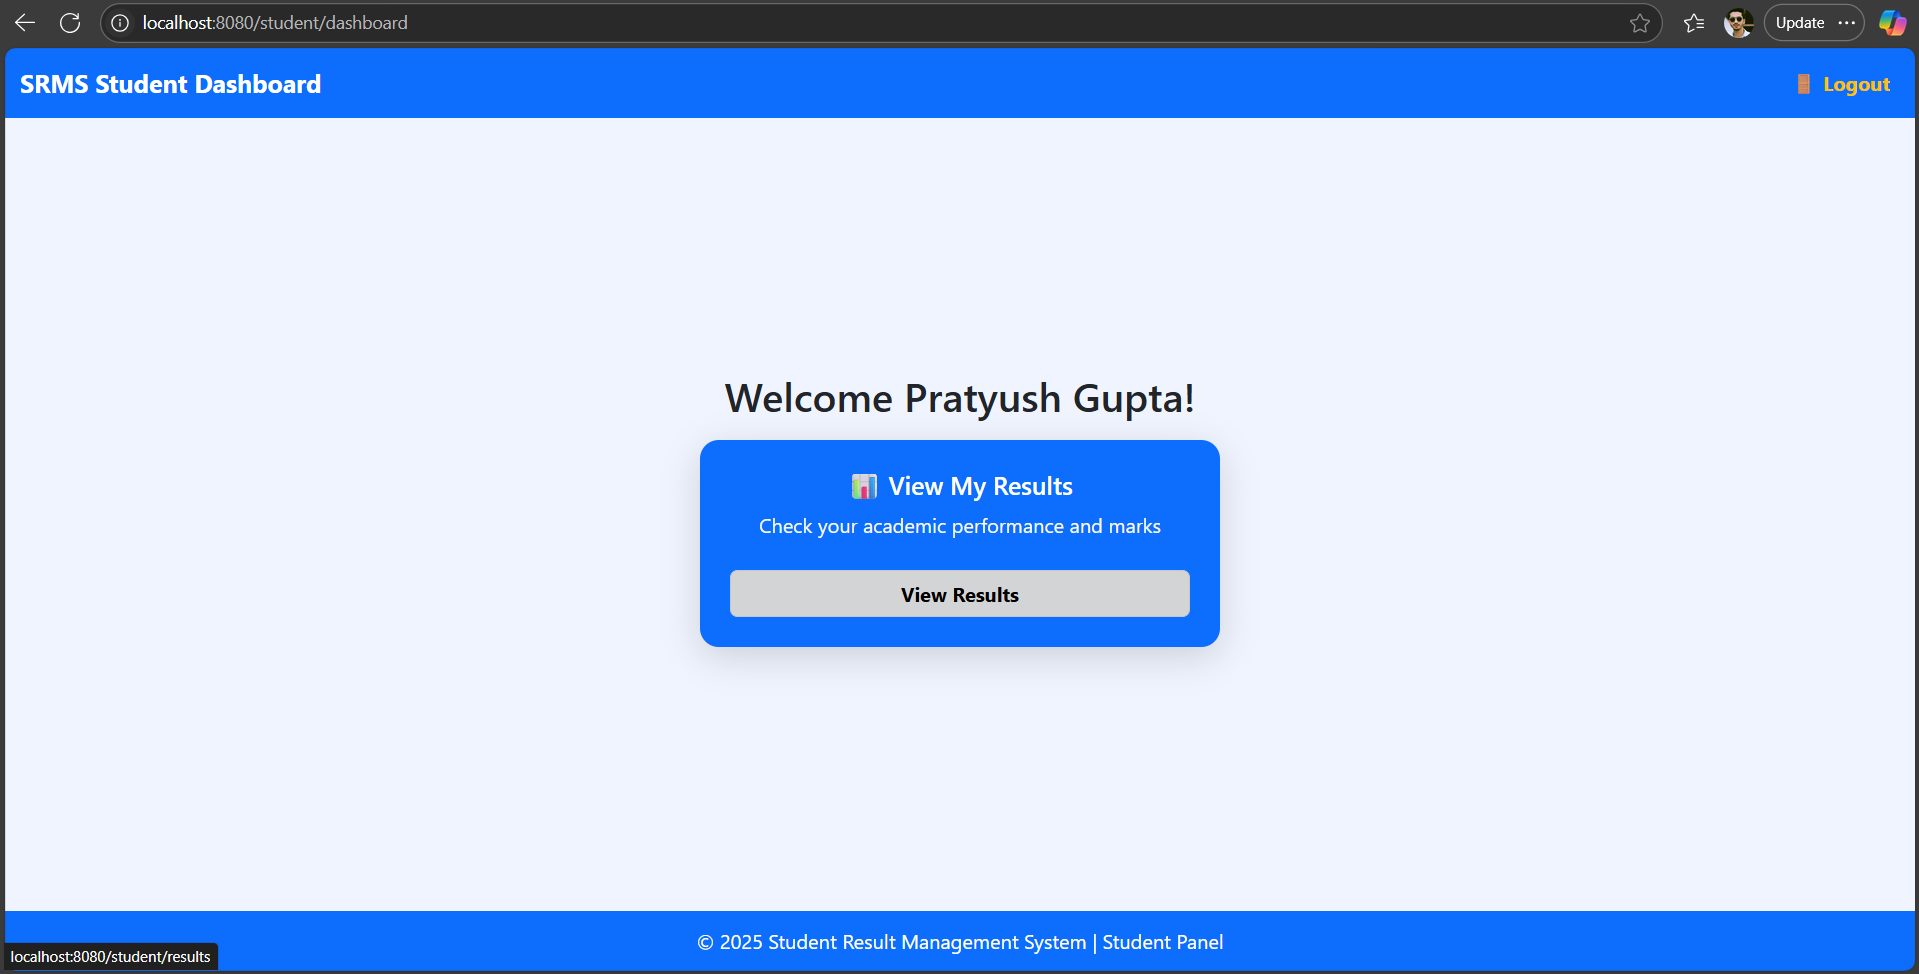 localhost:8080/student/dashboard
Update
SRMS Student Dashboard
Logout
Welcome Pratyush Gupta!
View My Results
Check your academic performance and marks
View Results
© 2025 Student Result Management System | Student Panel
localhost:8080/student/results